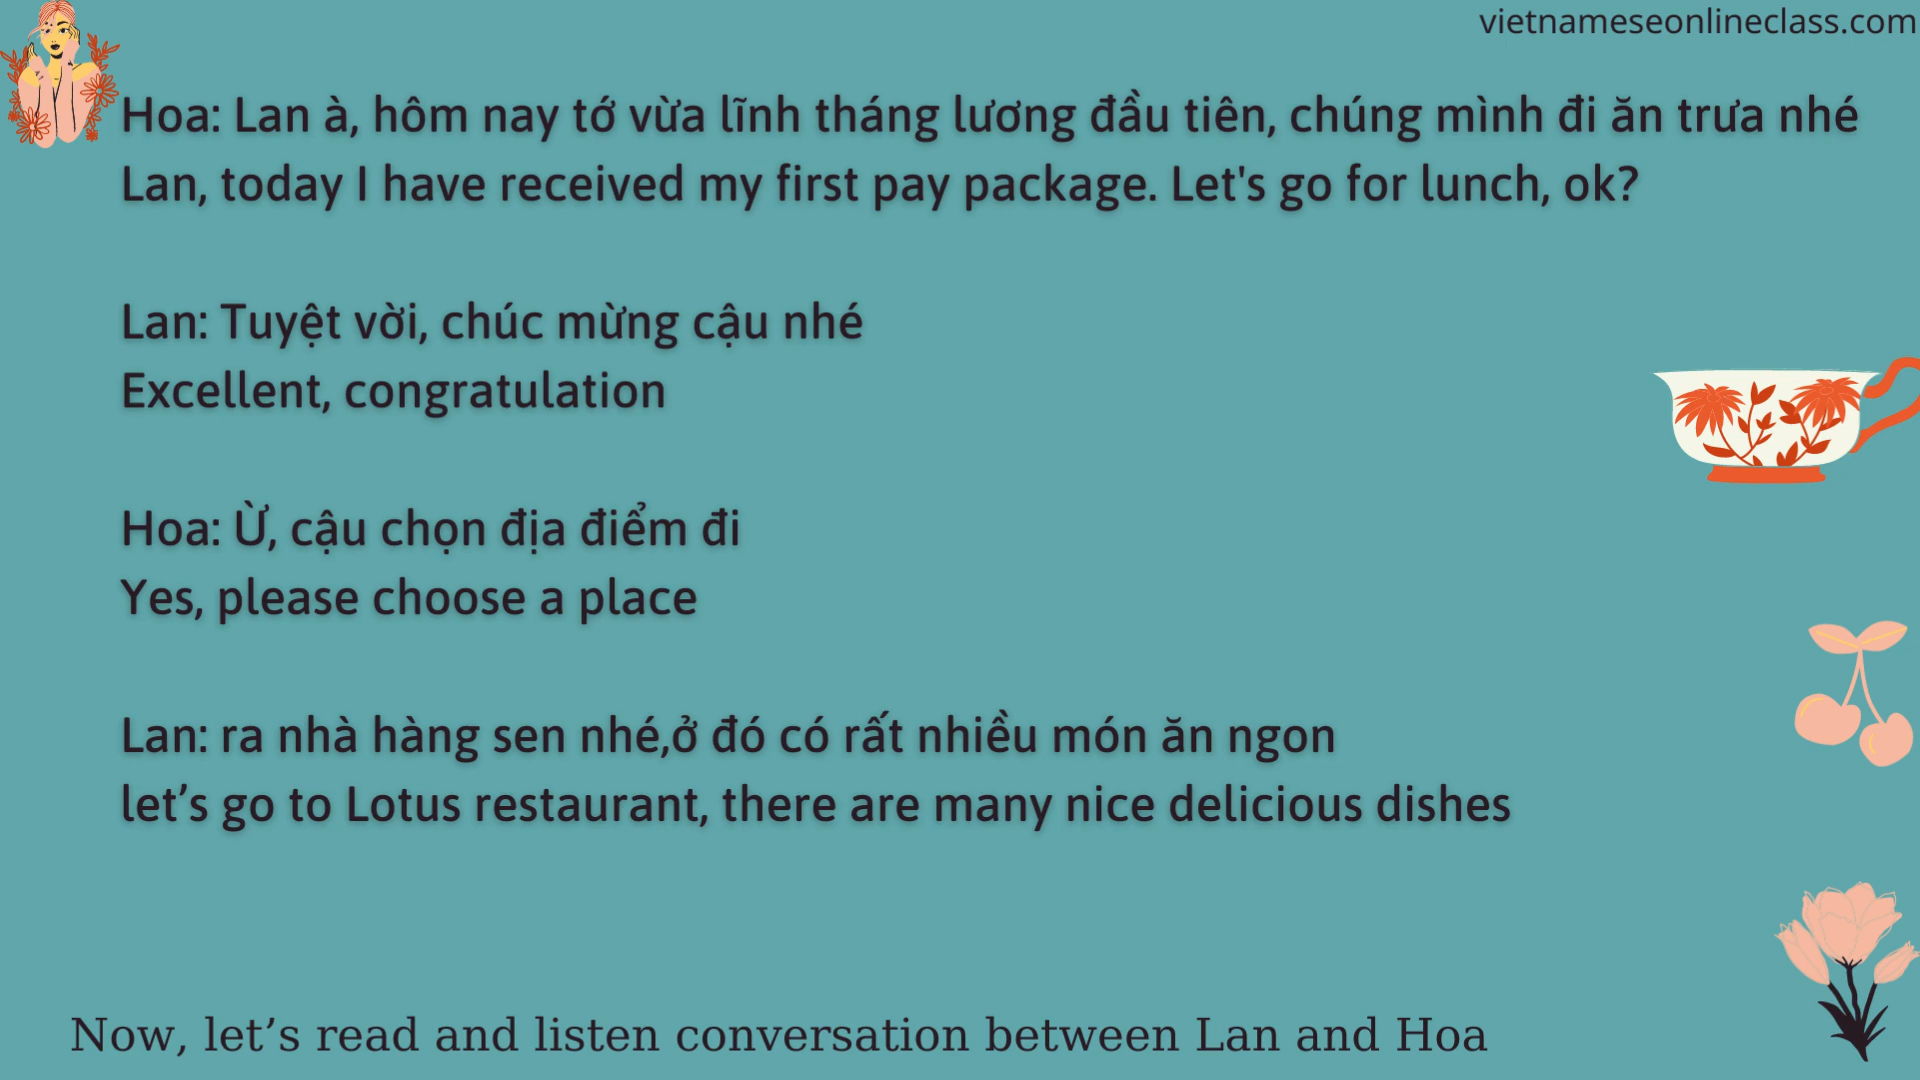 vietnameseonlineclass.com
Hoa: Lan à, hôm nay tớ vừa lĩnh tháng lương đầu tiên, chúng mình đi ăn trưa nhé
Lan, today I have received my first pay package. Let's go for lunch, ok?
Lan: Tuyệt vời, chúc mừng cậu nhé
Excellent, congratulation
Hoa: Ừ, cậu chọn địa điểm đi
Yes, please choose a place
Lan: ra nhà hàng sen nhé,ở đó có rất nhiều món ăn ngon
let’s go to Lotus restaurant, there are many nice delicious dishes
Now, let’s read and listen conversation between Lan and Hoa